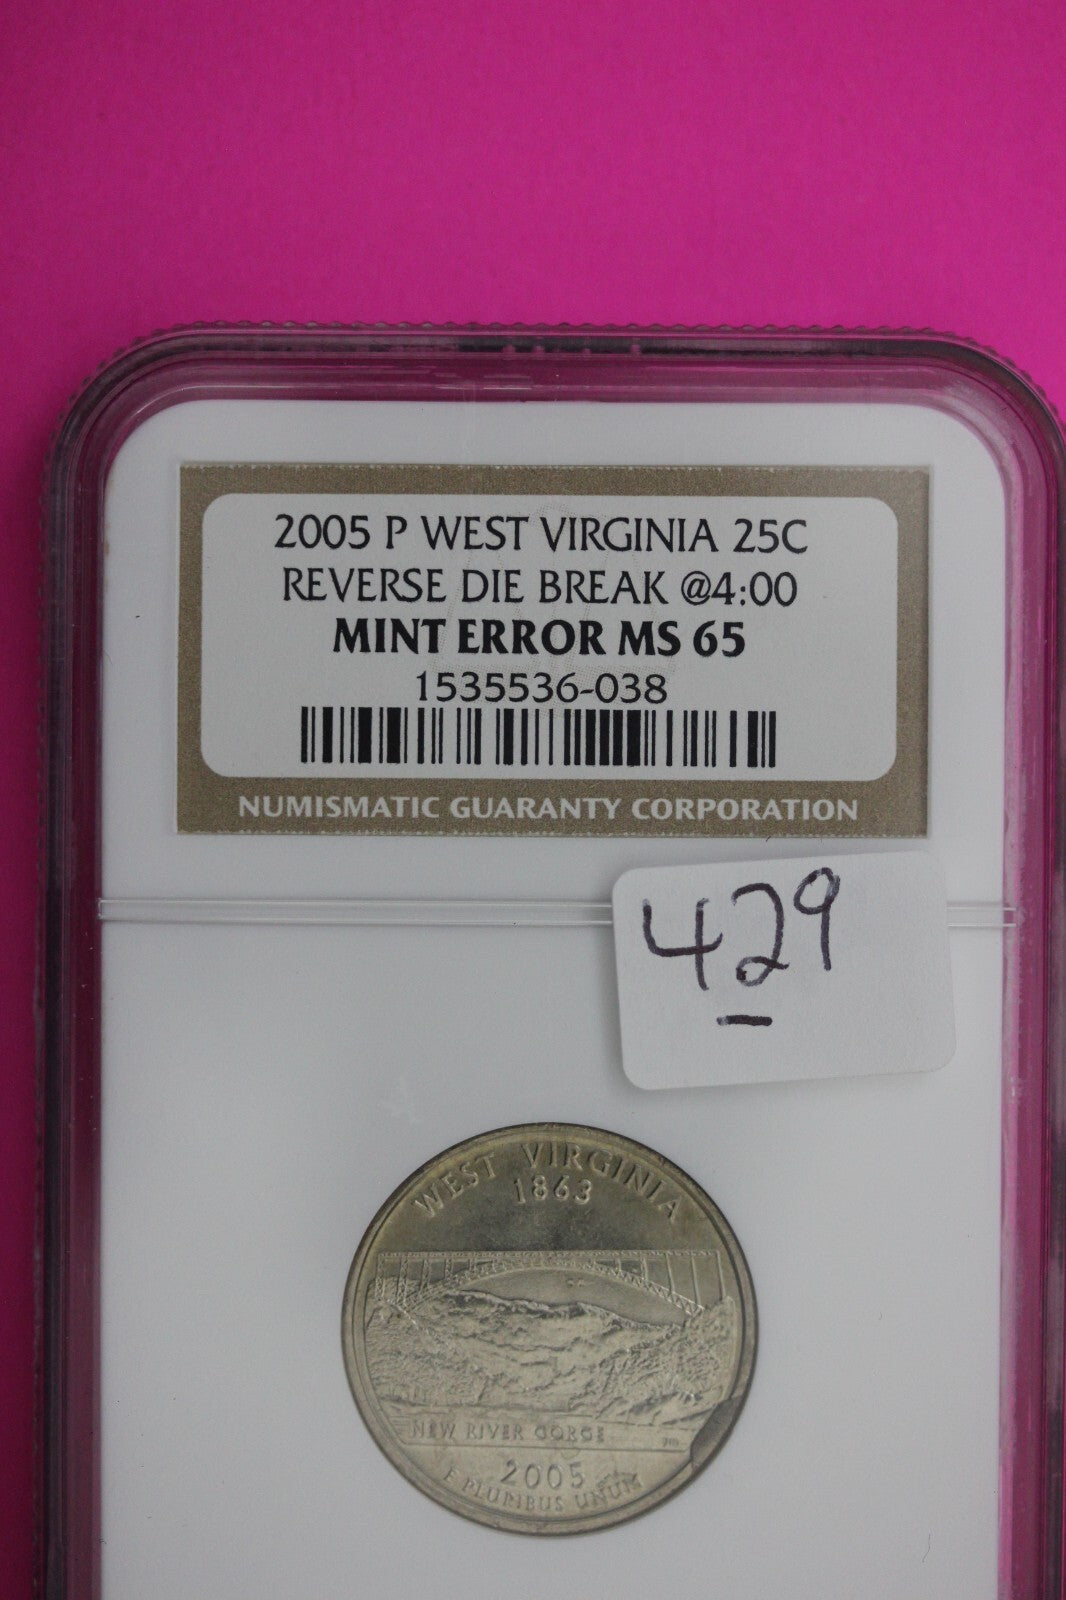 2005 P WEST VIRGINIA 25C
REVERSE DIE BREAK @4:00
MINT ERROR MS 65
1535536-038
NUMISMATIC GUARANTY CORPORATION
429
WEST VIRGINIA
1863
NEW RIVER GORGE
2005
E PLURIBUS UNUM